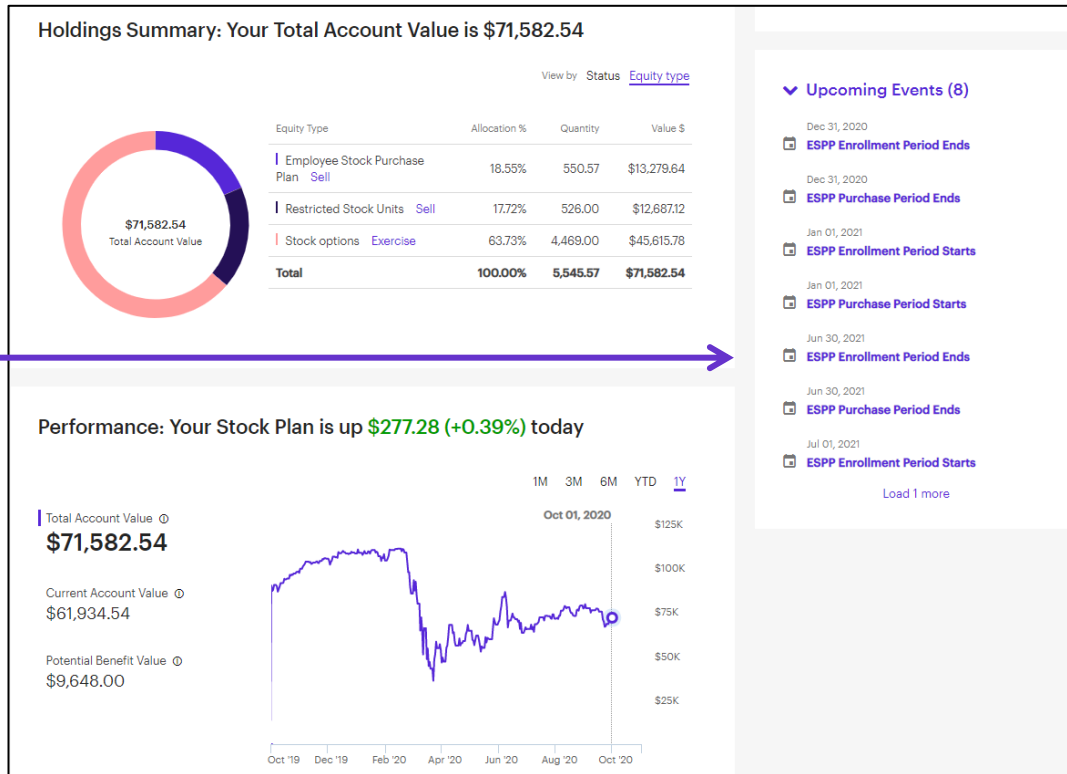 Holdings Summary: Your Total Account Value is $71,582.54
View by Status Equity type
Equity Type Allocation % Quantity Value $
Employee Stock Purchase
Plan Sell 18.55% 550.57 $13,279.64
Restricted Stock Units Sell 17.72% 526.00 $12,687.12
Stock options Exercise 63.73% 4,469.00 $45,615.78
Total 100.00% 5,545.57 $71,582.54
$71,582.54
Total Account Value
Performance: Your Stock Plan is up $277.28 (+0.39%) today
1M 3M 6M YTD 1Y
Total Account Value
$71,582.54
Current Account Value
$61,934.54
Potential Benefit Value
$9,648.00
Oct 01, 2020
$125K
$100K
$75K
$50K
$25K
Oct '19 Dec '19 Feb '20 Apr '20 Jun '20 Aug '20 Oct '20
Upcoming Events (8)
Dec 31, 2020
ESPP Enrollment Period Ends
Dec 31, 2020
ESPP Purchase Period Ends
Jan 01, 2021
ESPP Enrollment Period Starts
Jan 01, 2021
ESPP Purchase Period Starts
Jun 30, 2021
ESPP Enrollment Period Ends
Jun 30, 2021
ESPP Purchase Period Ends
Jul 01, 2021
ESPP Enrollment Period Starts
Load 1 more